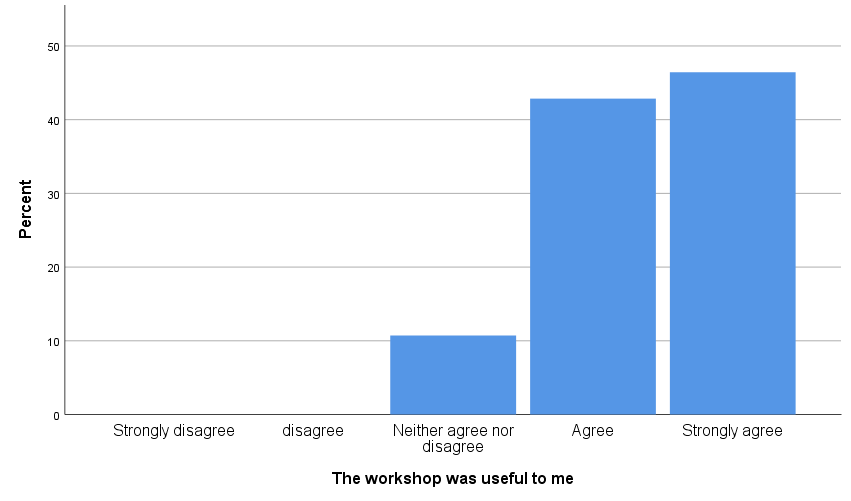 50
40
30
20
10
0
Percent
Strongly disagree
disagree
Neither agree nor
disagree
Agree
Strongly agree
The workshop was useful to me